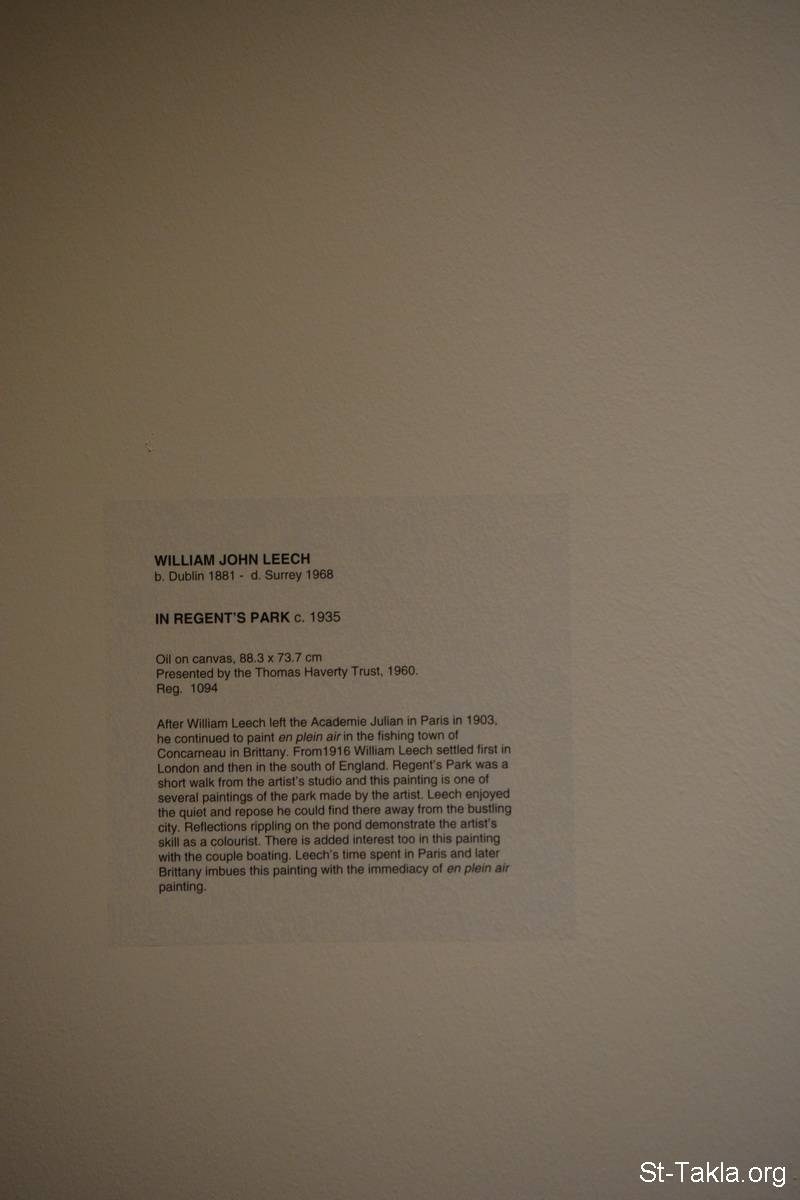 WILLIAM JOHN LEECH
b. Dublin 1881 - d. Surrey 1968
IN REGENT'S PARK c. 1935
Oil on canvas, 88.3 x 73.7 cm
Presented by the Thomas Haverty Trust, 1960.
Reg. 1094
After William Leech left the Academie Julian in Paris in 1903,
he continued to paint en plein air in the fishing town of
Concarneau in Brittany. From1916 William Leech settled first in
London and then in the south of England. Regent's Park was a
short walk from the artist's studio and this painting is one of
several paintings of the park made by the artist. Leech enjoyed
the quiet and repose he could find there away from the bustling
city. Reflections rippling on the pond demonstrate the artist's
skill as a colourist. There is added interest too in this painting
with the couple boating. Leech's time spent in Paris and later
Brittany imbues this painting with the immediacy of en plein air
painting.
St-Takla.org